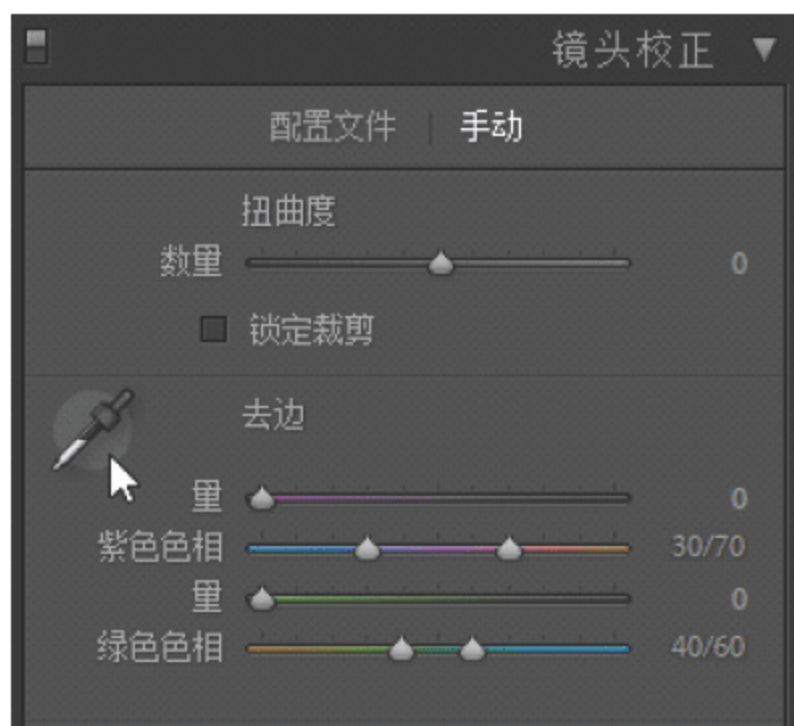 镜头校正
配置文件 | 手动
扭曲度
数量 0
锁定裁剪
去边
量 0
紫色色相 30/70
量 0
绿色色相 40/60